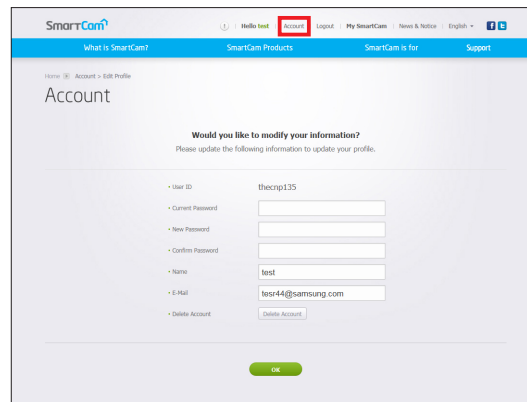 SmartCam
Hello test | Account | Logout | My SmartCam | News & Notice | English
What is SmartCam? SmartCam Products SmartCam is for Support
Home Account > Edit Profile
Account
Would you like to modify your information?
Please update the following information to update your profile.
• User ID thecnp135
• Current Password
• New Password
• Confirm Password
• Name test
• E-Mail tesr44@samsung.com
• Delete Account Delete Account
OK